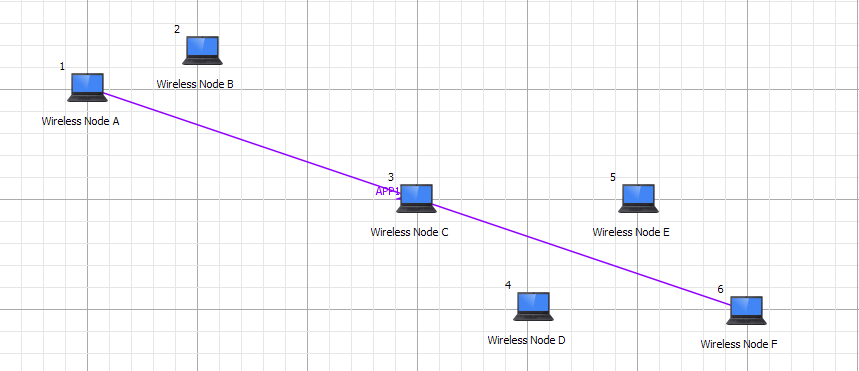 2
Wireless Node B
1
Wireless Node A
3
APP1
Wireless Node C
5
Wireless Node E
4
Wireless Node D
6
Wireless Node F